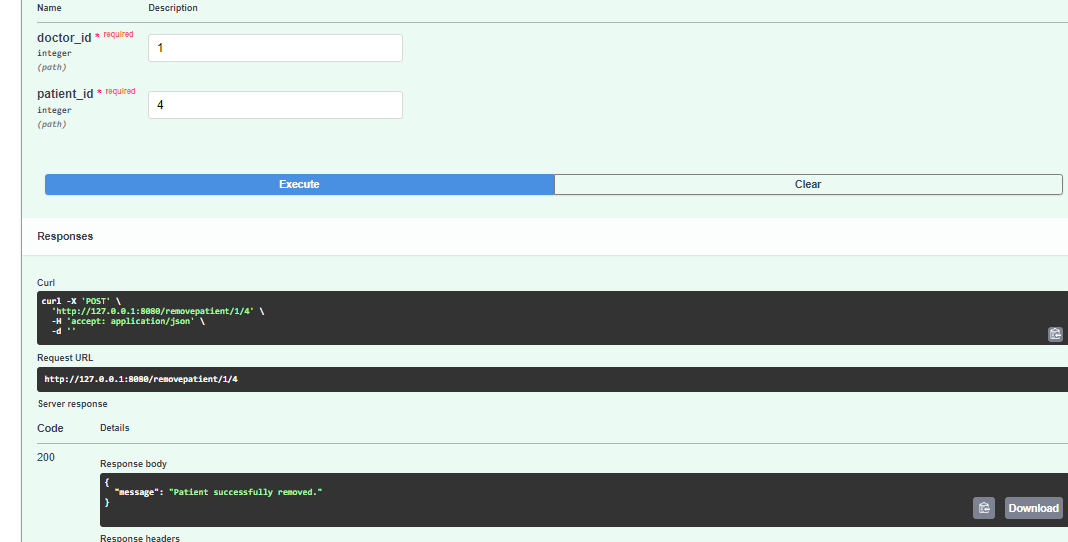 Name Description
doctor_id * required
integer
(path)
1
patient_id * required
integer
(path)
4
Execute Clear
Responses
Curl
curl -X 'POST' \
'http://127.0.0.1:8080/removepatient/1/4' \
-H 'accept: application/json' \
-d ''
Request URL
http://127.0.0.1:8080/removepatient/1/4
Server response
Code Details
200
Response body
{
"message": "Patient successfully removed."
}
Download
Response headers